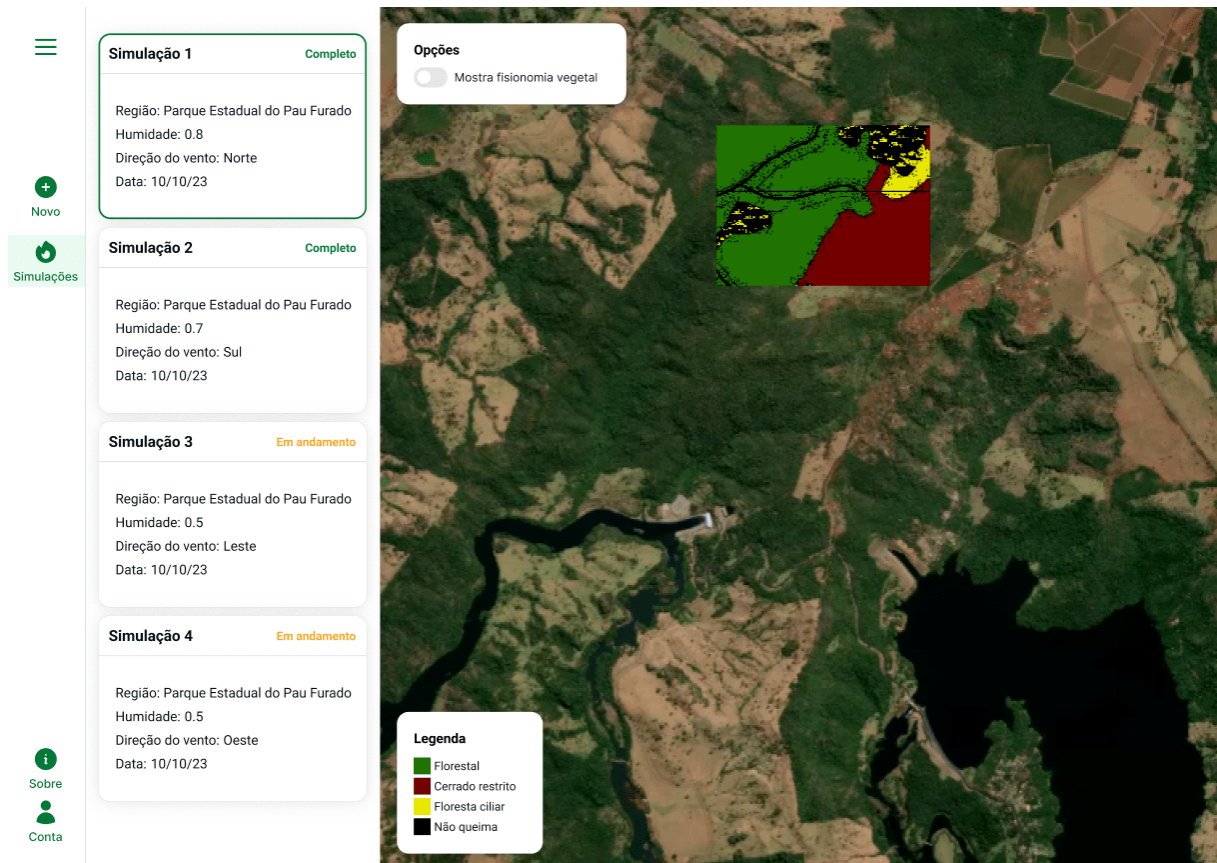 Novo
Simulações
Sobre
Conta
Simulação 1 Completo
Região: Parque Estadual do Pau Furado
Humidade: 0.8
Direção do vento: Norte
Data: 10/10/23
Simulação 2 Completo
Região: Parque Estadual do Pau Furado
Humidade: 0.7
Direção do vento: Sul
Data: 10/10/23
Simulação 3 Em andamento
Região: Parque Estadual do Pau Furado
Humidade: 0.5
Direção do vento: Leste
Data: 10/10/23
Simulação 4 Em andamento
Região: Parque Estadual do Pau Furado
Humidade: 0.5
Direção do vento: Oeste
Data: 10/10/23
Opções
Mostra fisionomia vegetal
Legenda
Florestal
Cerrado restrito
Floresta ciliar
Não queima